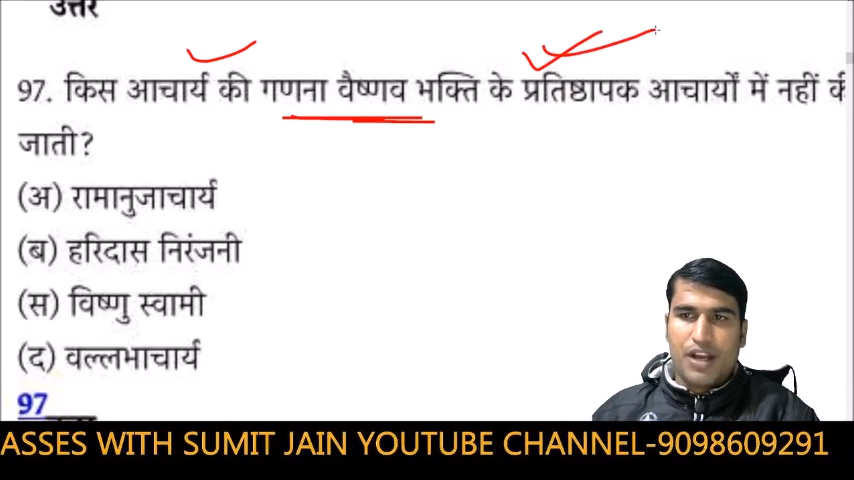 उत्तर
97. किस आचार्य की गणना वैष्णव भक्ति के प्रतिष्ठापक आचार्यों में नहीं की
जाती?
(अ) रामानुजाचार्य
(ब) हरिदास निरंजनी
(स) विष्णु स्वामी
(द) वल्लभाचार्य
97
ASSES WITH SUMIT JAIN YOUTUBE CHANNEL-9098609291